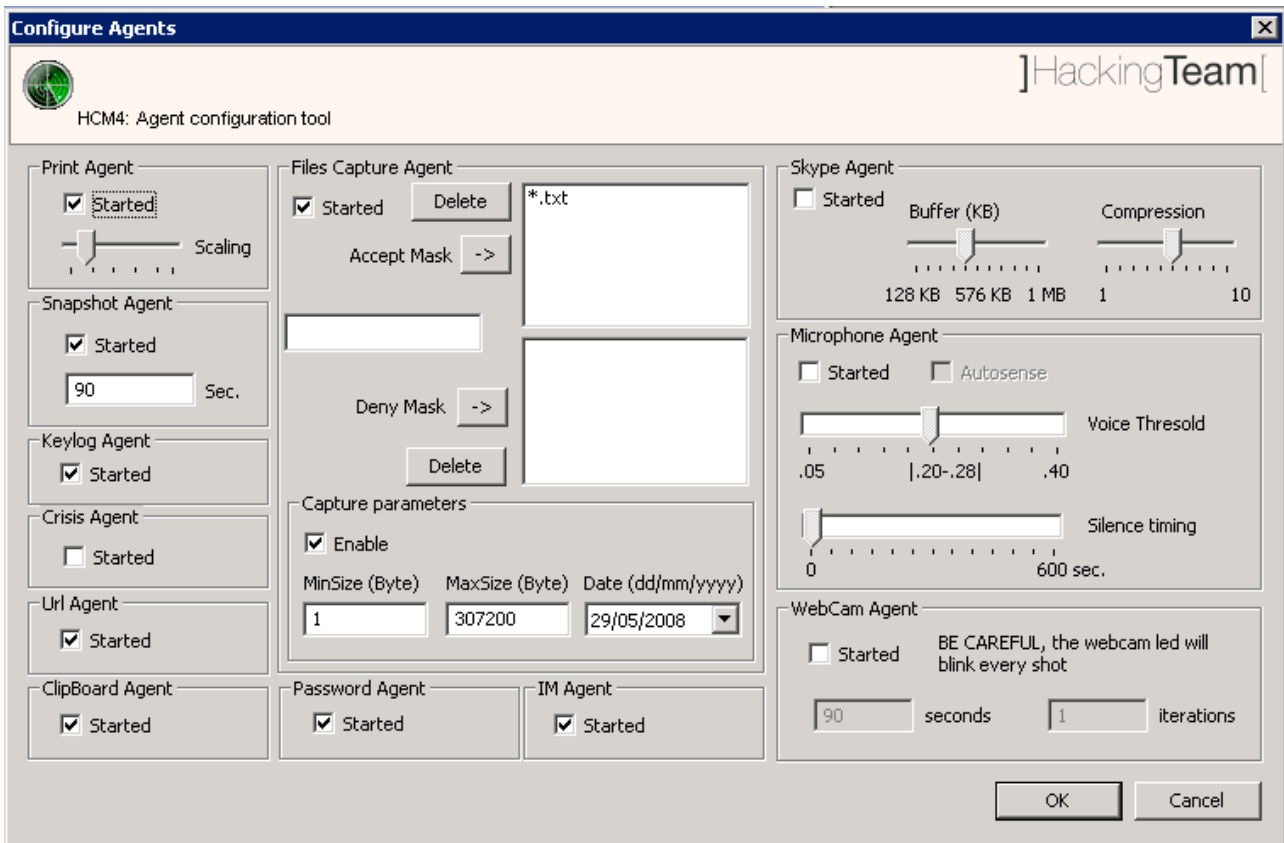 Configure Agents
]HackingTeam[
HCM4: Agent configuration tool
Print Agent
Started
Scaling
Snapshot Agent
Started
90 Sec.
Keylog Agent
Started
Crisis Agent
Started
Url Agent
Started
ClipBoard Agent
Started
Files Capture Agent
Started
Delete
*.txt
Accept Mask ->
Deny Mask ->
Delete
Capture parameters
Enable
MinSize (Byte) MaxSize (Byte) Date (dd/mm/yyyy)
1 307200 29/05/2008
Password Agent
Started
IM Agent
Started
Skype Agent
Started
Buffer (KB) Compression
128 KB 576 KB 1 MB 1 10
Microphone Agent
Started Autosense
Voice Thresold
.05 |.20-.28| .40
Silence timing
0 600 sec.
WebCam Agent
Started
BE CAREFUL, the webcam led will
blink every shot
90 seconds 1 iterations
OK Cancel